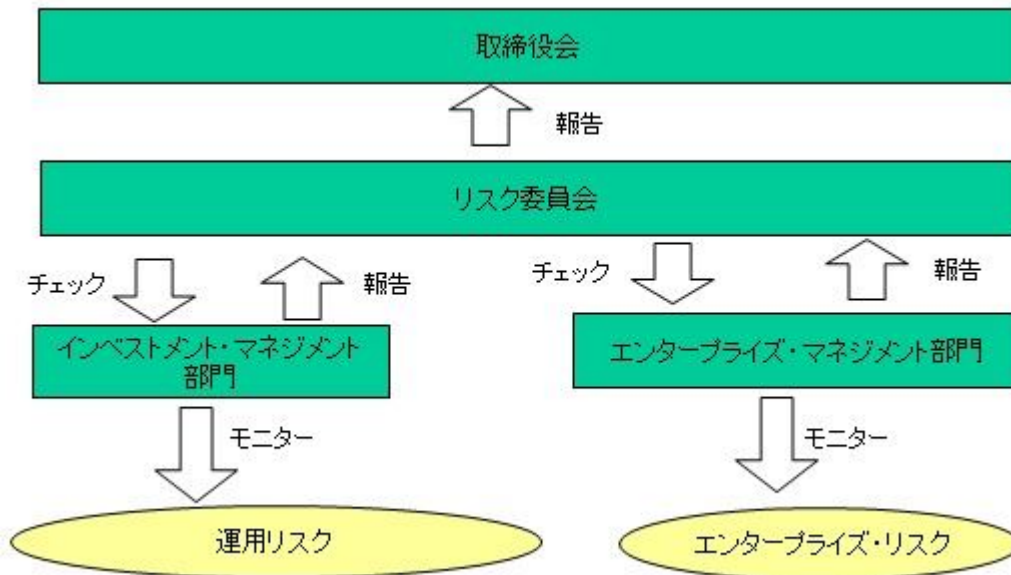 取締役会
報告
リスク委員会
チェック
報告
チェック
報告
インベストメント・マネジメント
部門
エンタープライズ・マネジメント部門
モニター
モニター
運用リスク
エンタープライズ・リスク